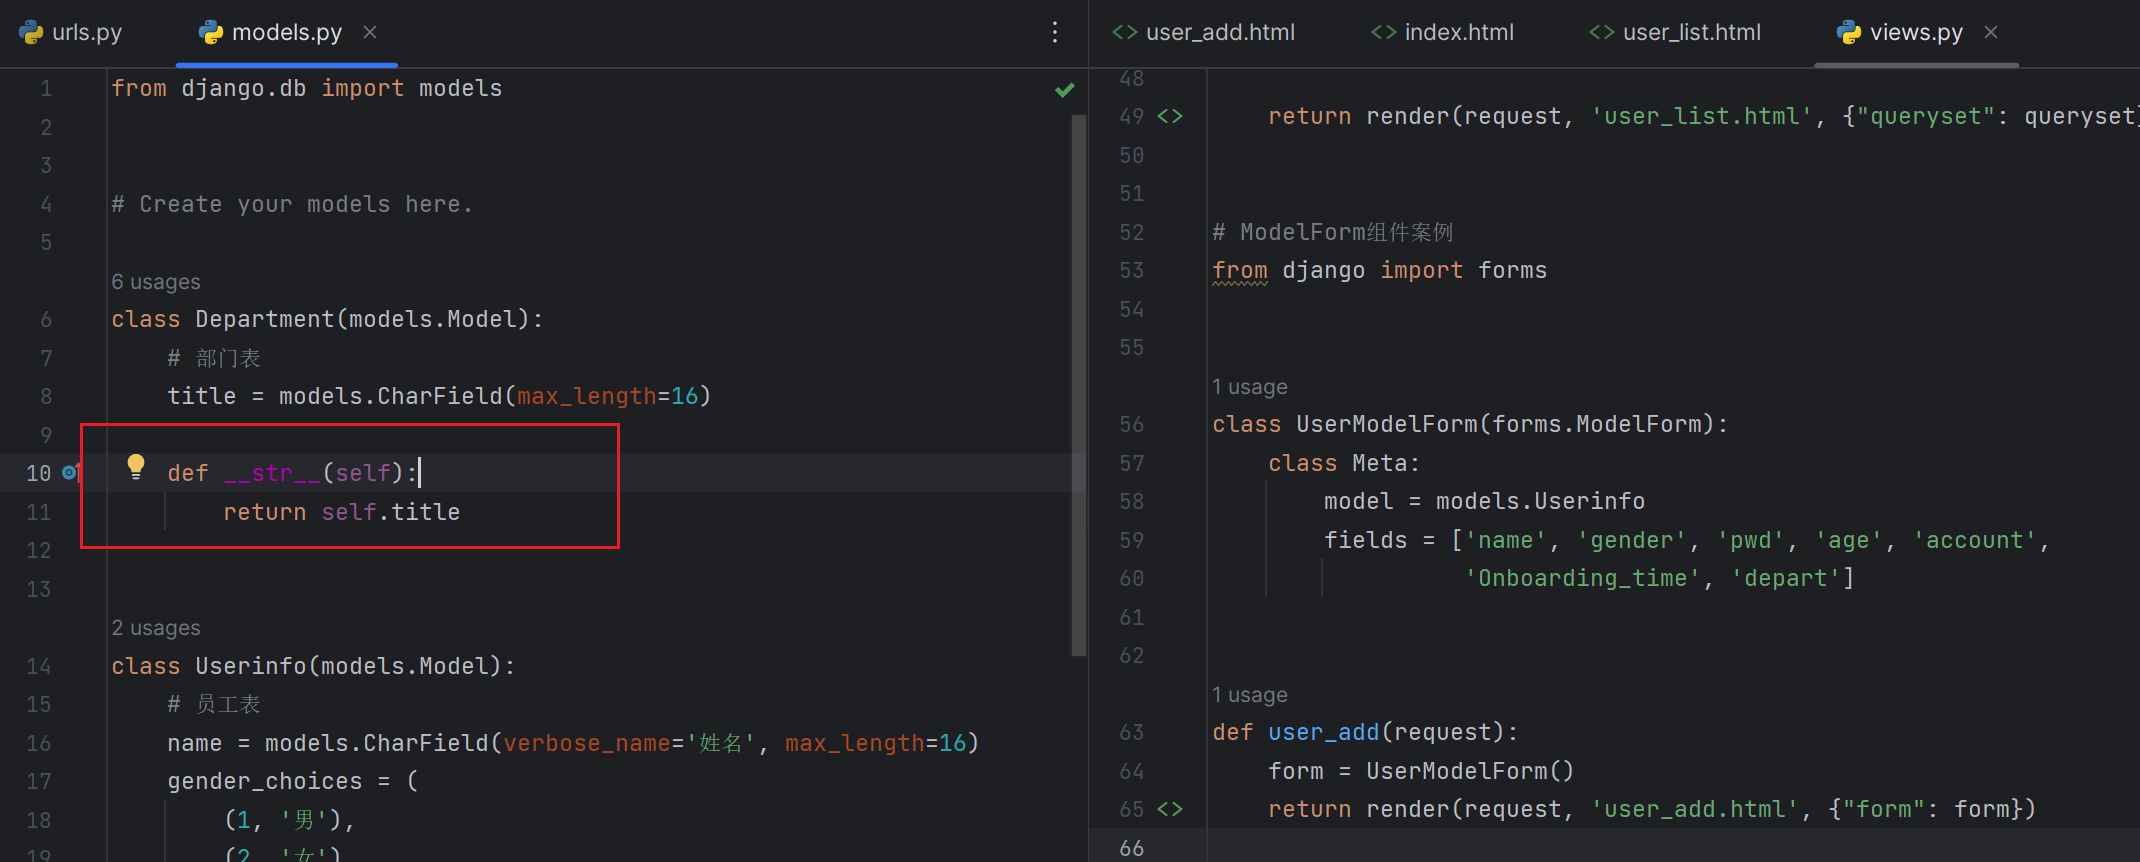 urls.py models.py
1 from django.db import models
2
3
4 # Create your models here.
5
6 usages
6 class Department(models.Model):
7 # 部门表
8 title = models.CharField(max_length=16)
9
10 def __str__(self):
11 return self.title
12
13
2 usages
14 class Userinfo(models.Model):
15 # 员工表
16 name = models.CharField(verbose_name='姓名', max_length=16)
17 gender_choices = (
18 (1, '男'),
19 (2, '女')
user_add.html index.html user_list.html views.py
48
49 return render(request, 'user_list.html', {"queryset": queryset}
50
51
52 # ModelForm组件案例
53 from django import forms
54
55
1 usage
56 class UserModelForm(forms.ModelForm):
57 class Meta:
58 model = models.Userinfo
59 fields = ['name', 'gender', 'pwd', 'age', 'account',
60 'Onboarding_time', 'depart']
61
62
1 usage
63 def user_add(request):
64 form = UserModelForm()
65 return render(request, 'user_add.html', {"form": form})
66